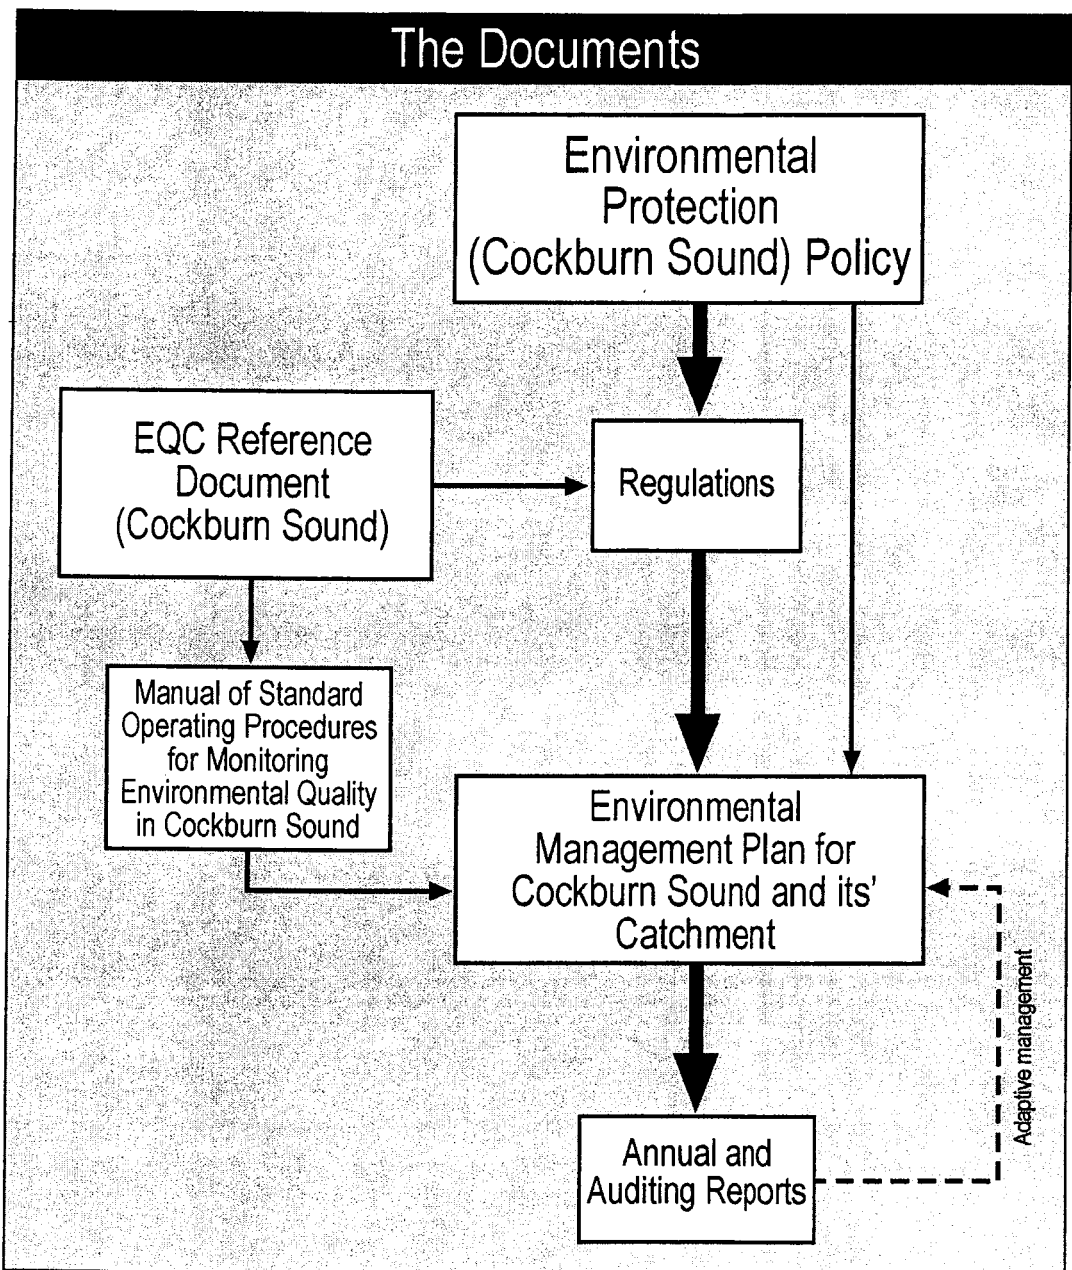 The Documents
Environmental
Protection
(Cockburn Sound) Policy
EQC Reference
Document
(Cockburn Sound)
Regulations
Manual of Standard
Operating Procedures
for Monitoring
Environmental Quality
in Cockburn Sound
Environmental
Management Plan for
Cockburn Sound and its'
Catchment
Adaptive management
Annual and
Auditing Reports